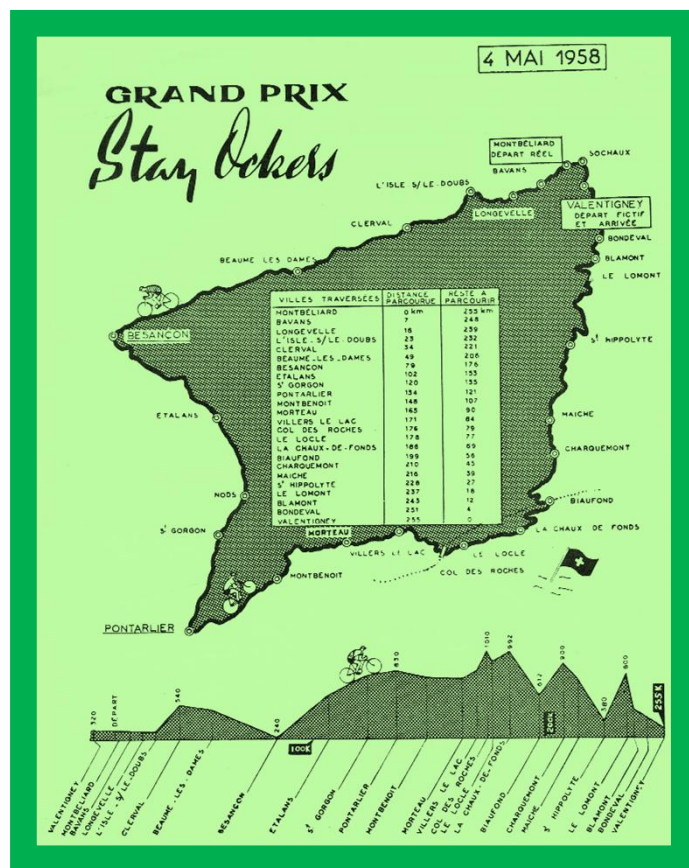 4 MAI 1958
GRAND PRIX
Stan Ockers
MONTBÉLIARD
DÉPART RÉEL
SOCHAUX
BAVANS
L'ISLE S/LE-DOUBS
LONGEVELLE
VALENTIGNEY
DÉPART FICTIF
ET ARRIVÉE
CLERVAL
BONDEVAL
BLAMONT
BEAUME LES DAMES
LE LOMONT
BESANÇON
ST HIPPOLYTE
ETALANS
MAICHE
CHARQUEMONT
NODS
BIAUFOND
ST GORGON
LA CHAUX DE FONDS
MORTEAU
VILLERS LE LAC
LE LOCLE
COL DES ROCHES
MONTBENOIT
PONTARLIER
VILLES TRAVERSÉES DISTANCE PARCOURUE RESTE A PARCOURIR
MONTBÉLIARD 0 km 255 km
BAVANS 7 248
LONGEVELLE 16 239
L'ISLE-S/LE-DOUBS 23 232
CLERVAL 34 221
BEAUME-LES-DAMES 49 206
BESANÇON 79 176
ETALANS 102 153
ST GORGON 120 135
PONTARLIER 134 121
MONTBENOIT 148 107
MORTEAU 165 90
VILLERS LE LAC 171 84
COL DES ROCHES 176 79
LE LOCLE 178 77
LA CHAUX-DE-FONDS 186 69
BIAUFOND 199 56
CHARQUEMONT 210 45
MAICHE 216 39
ST HIPPOLYTE 228 27
LE LOMONT 237 18
BLAMONT 243 12
BONDEVAL 251 4
VALENTIGNEY 255 0
320
DÉPART
540
240
830
1010
992
612
900
380
800
255K
100K
200K
VALENTIGNEY
MONTBÉLIARD
BAVANS
LONGEVELLE
L'ISLE-S/LE-DOUBS
CLERVAL
BEAUME-LES-DAMES
BESANÇON
ETALANS
ST GORGON
PONTARLIER
MONTBENOIT
MORTEAU
VILLERS LE LAC
COL DES ROCHES
LE LOCLE
LA CHAUX-DE-FONDS
BIAUFOND
CHARQUEMONT
MAICHE
ST HIPPOLYTE
LE LOMONT
BLAMONT
BONDEVAL
VALENTIGNEY